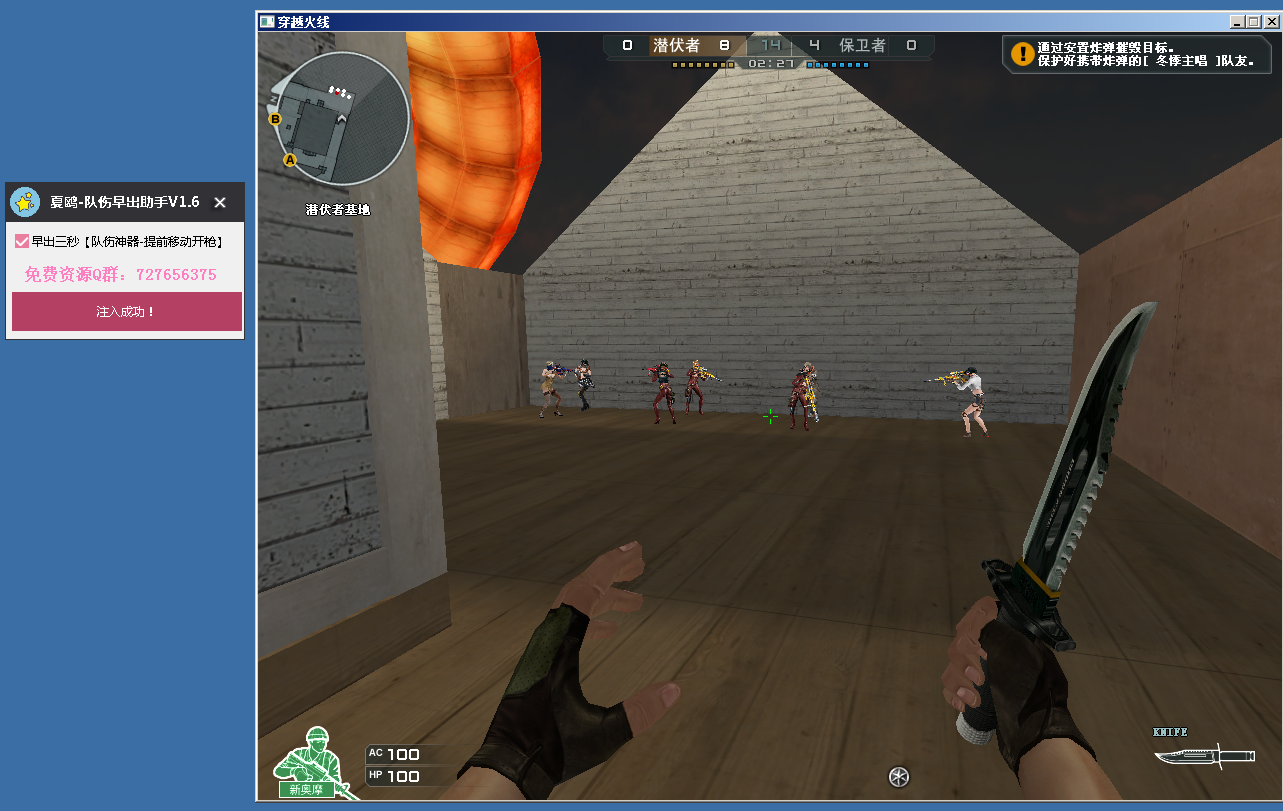 穿越火线
0 潜伏者 8 14 4 保卫者 0
02:27
通过安置炸弹摧毁目标。
保护好携带炸弹的[ 冬倷主唱 ]队友。
N
B
A
潜伏者基地
夏鸥-队伤早出助手V1.6
早出三秒【队伤神器-提前移动开枪】
免费资源Q群：727656375
注入成功！
KNIFE
AC 100
HP 100
新奥摩